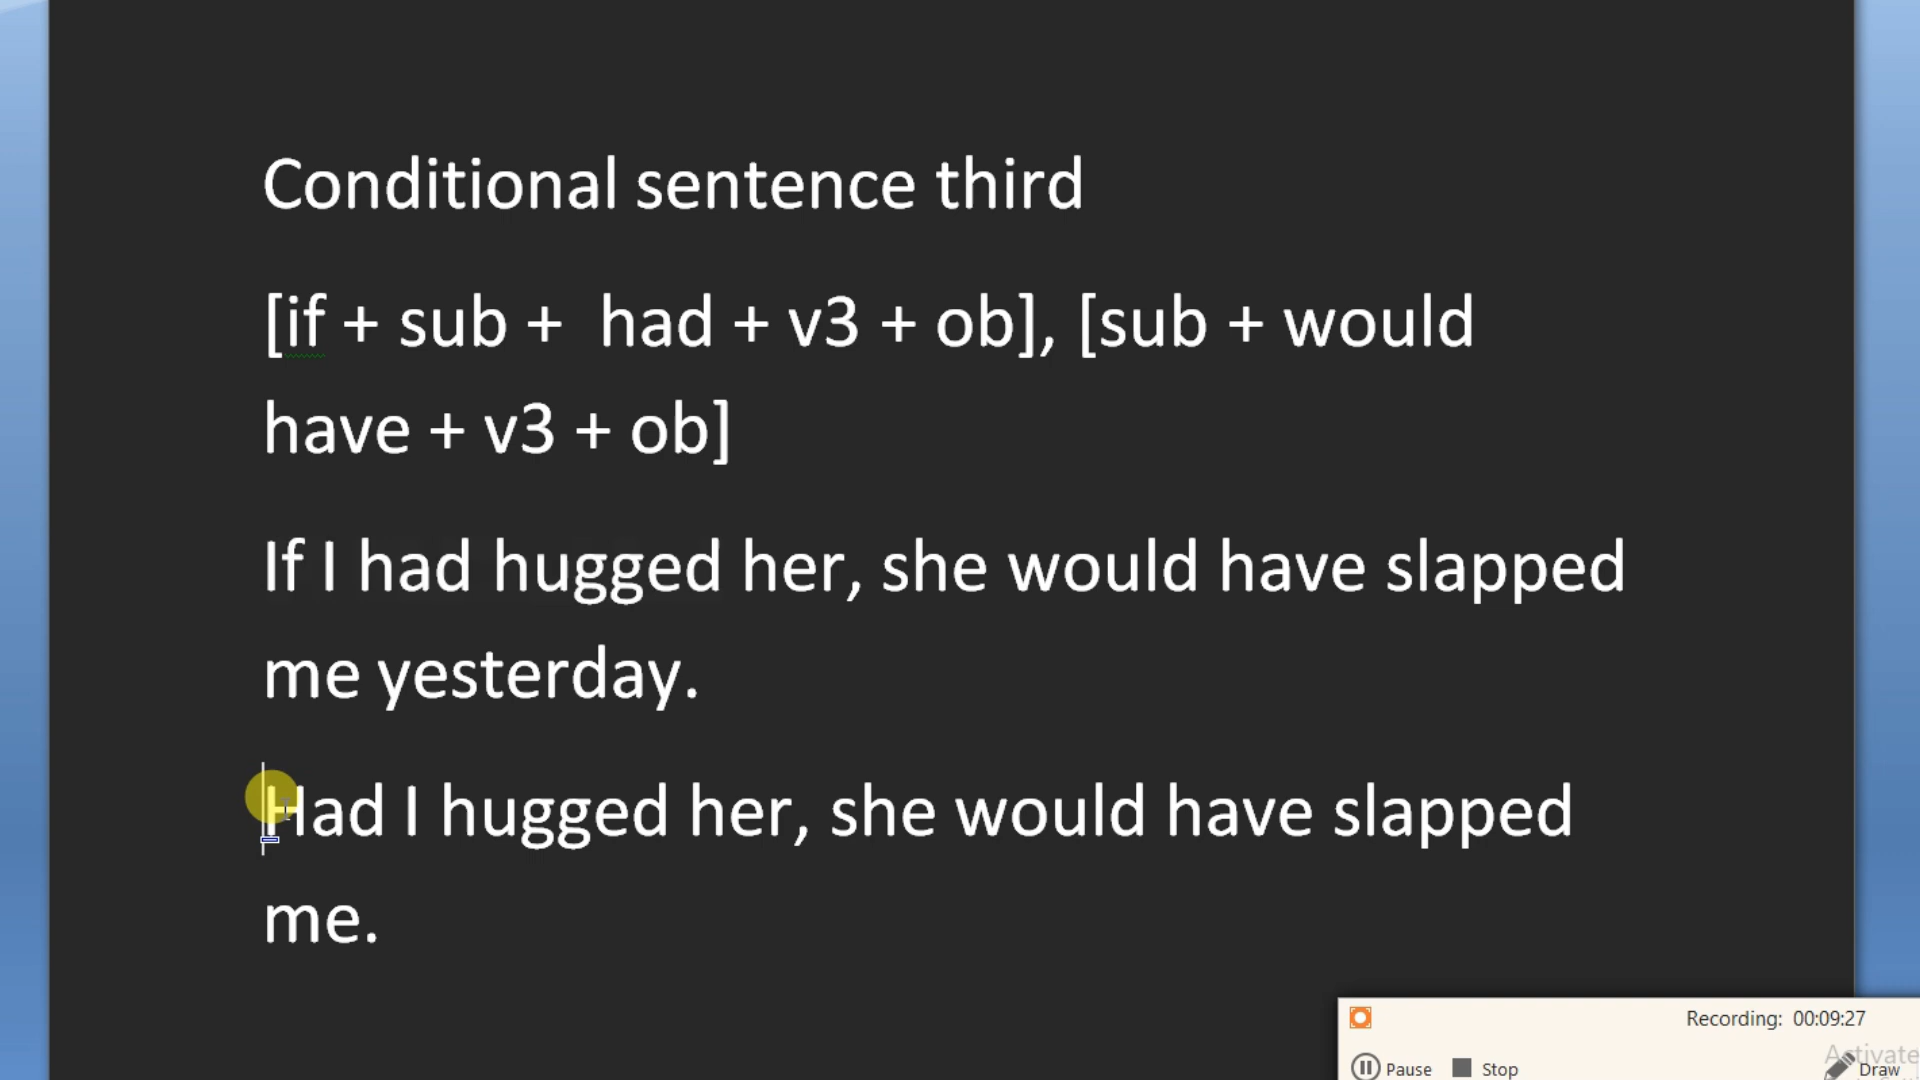 Conditional sentence third
[if + sub +  had + v3 + ob], [sub + would
have + v3 + ob]
If I had hugged her, she would have slapped
me yesterday.
Had I hugged her, she would have slapped
me.
Recording:  00:09:27
Activate
Pause Stop Draw